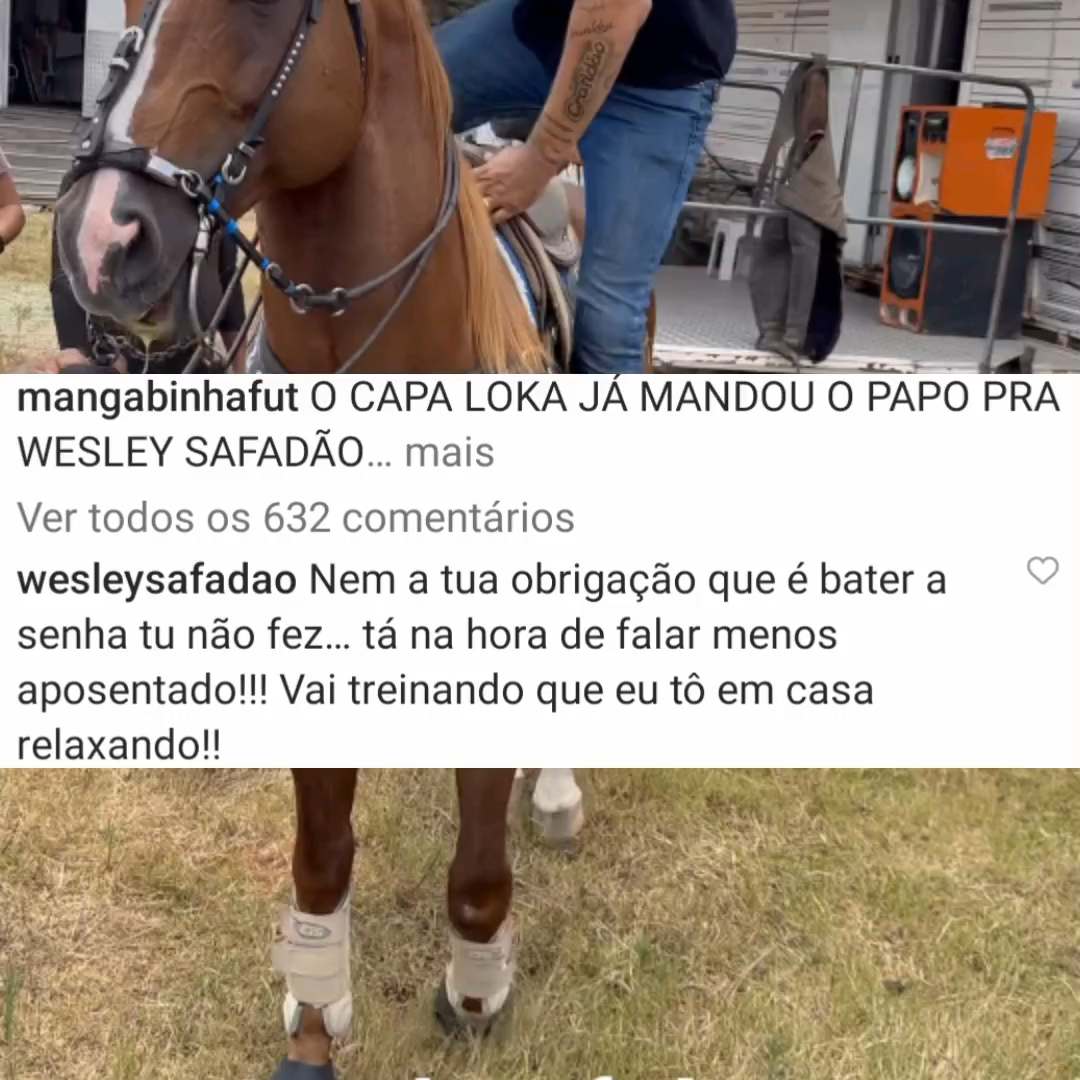 Crandão
mangabinhafut O CAPA LOKA JÁ MANDOU O PAPO PRA
WESLEY SAFADÃO... mais
Ver todos os 632 comentários
wesleysafadao Nem a tua obrigação que é bater a
senha tu não fez... tá na hora de falar menos
aposentado!!! Vai treinando que eu tô em casa
relaxando!!